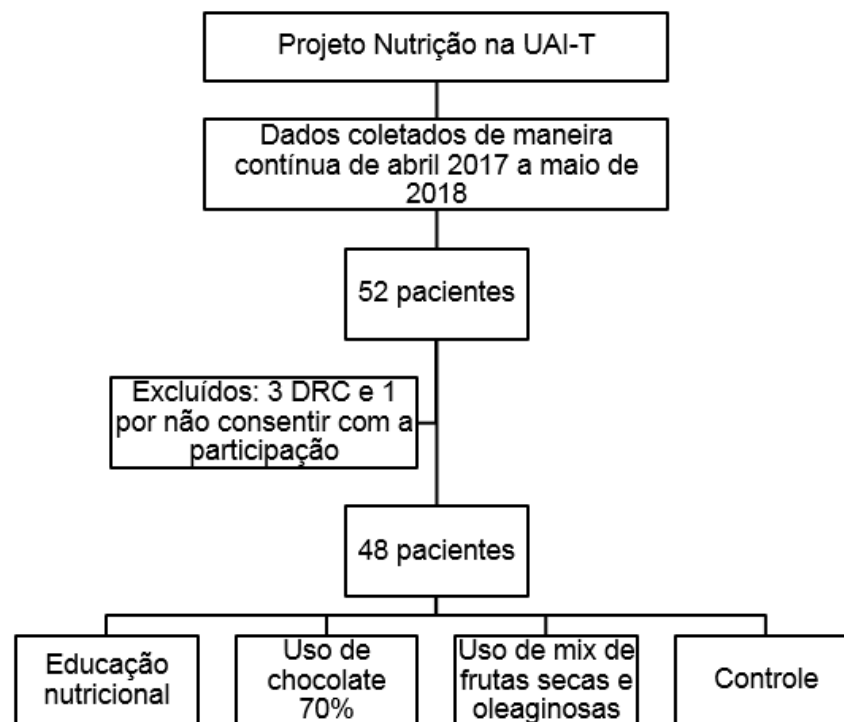 Projeto Nutrição na UAI-T
Dados coletados de maneira
contínua de abril 2017 a maio de
2018
52 pacientes
Excluídos: 3 DRC e 1
por não consentir com a
participação
48 pacientes
Educação
nutricional
Uso de
chocolate
70%
Uso de mix de
frutas secas e
oleaginosas
Controle